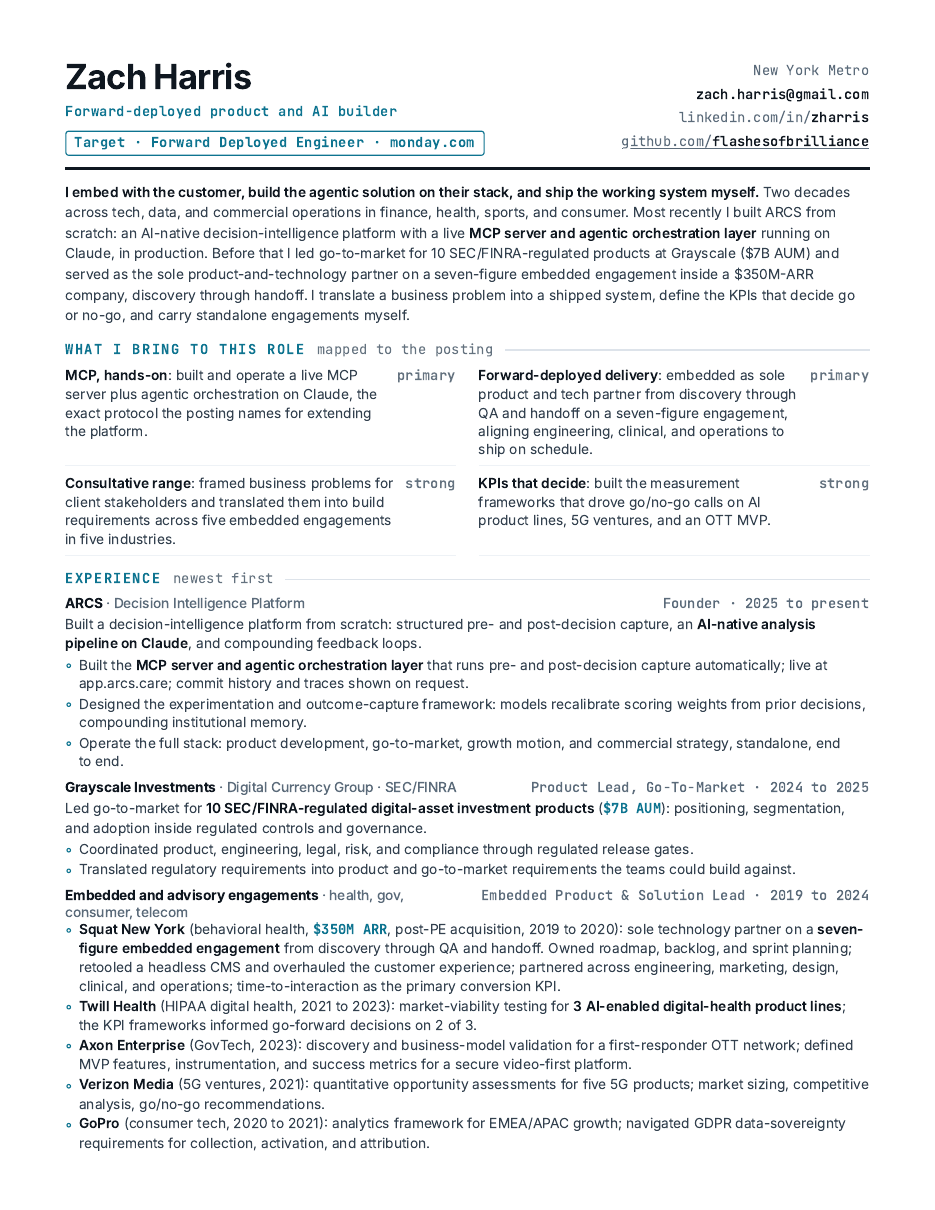 Zach Harris
Forward-deployed product and AI builder
Target · Forward Deployed Engineer · monday.com
New York Metro
zach.harris@gmail.com
linkedin.com/in/zharris
github.com/flashesofbrilliance
I embed with the customer, build the agentic solution on their stack, and ship the working system myself. Two decades
across tech, data, and commercial operations in finance, health, sports, and consumer. Most recently I built ARCS from
scratch: an AI-native decision-intelligence platform with a live MCP server and agentic orchestration layer running on
Claude, in production. Before that I led go-to-market for 10 SEC/FINRA-regulated products at Grayscale ($7B AUM) and
served as the sole product-and-technology partner on a seven-figure embedded engagement inside a $350M-ARR
company, discovery through handoff. I translate a business problem into a shipped system, define the KPIs that decide go
or no-go, and carry standalone engagements myself.
WHAT I BRING TO THIS ROLE mapped to the posting
MCP, hands-on: built and operate a live MCP primary
server plus agentic orchestration on Claude, the
exact protocol the posting names for extending
the platform.
Forward-deployed delivery: embedded as sole primary
product and tech partner from discovery through
QA and handoff on a seven-figure engagement,
aligning engineering, clinical, and operations to
ship on schedule.
Consultative range: framed business problems for strong
client stakeholders and translated them into build
requirements across five embedded engagements
in five industries.
KPIs that decide: built the measurement strong
frameworks that drove go/no-go calls on AI
product lines, 5G ventures, and an OTT MVP.
EXPERIENCE newest first
ARCS · Decision Intelligence Platform Founder · 2025 to present
Built a decision-intelligence platform from scratch: structured pre- and post-decision capture, an AI-native analysis
pipeline on Claude, and compounding feedback loops.
Built the MCP server and agentic orchestration layer that runs pre- and post-decision capture automatically; live at
app.arcs.care; commit history and traces shown on request.
Designed the experimentation and outcome-capture framework: models recalibrate scoring weights from prior decisions,
compounding institutional memory.
Operate the full stack: product development, go-to-market, growth motion, and commercial strategy, standalone, end
to end.
Grayscale Investments · Digital Currency Group · SEC/FINRA Product Lead, Go-To-Market · 2024 to 2025
Led go-to-market for 10 SEC/FINRA-regulated digital-asset investment products ($7B AUM): positioning, segmentation,
and adoption inside regulated controls and governance.
Coordinated product, engineering, legal, risk, and compliance through regulated release gates.
Translated regulatory requirements into product and go-to-market requirements the teams could build against.
Embedded and advisory engagements · health, gov, Embedded Product & Solution Lead · 2019 to 2024
consumer, telecom
Squat New York (behavioral health, $350M ARR, post-PE acquisition, 2019 to 2020): sole technology partner on a seven-
figure embedded engagement from discovery through QA and handoff. Owned roadmap, backlog, and sprint planning;
retooled a headless CMS and overhauled the customer experience; partnered across engineering, marketing, design,
clinical, and operations; time-to-interaction as the primary conversion KPI.
Twill Health (HIPAA digital health, 2021 to 2023): market-viability testing for 3 AI-enabled digital-health product lines;
the KPI frameworks informed go-forward decisions on 2 of 3.
Axon Enterprise (GovTech, 2023): discovery and business-model validation for a first-responder OTT network; defined
MVP features, instrumentation, and success metrics for a secure video-first platform.
Verizon Media (5G ventures, 2021): quantitative opportunity assessments for five 5G products; market sizing, competitive
analysis, go/no-go recommendations.
GoPro (consumer tech, 2020 to 2021): analytics framework for EMEA/APAC growth; navigated GDPR data-sovereignty
requirements for collection, activation, and attribution.